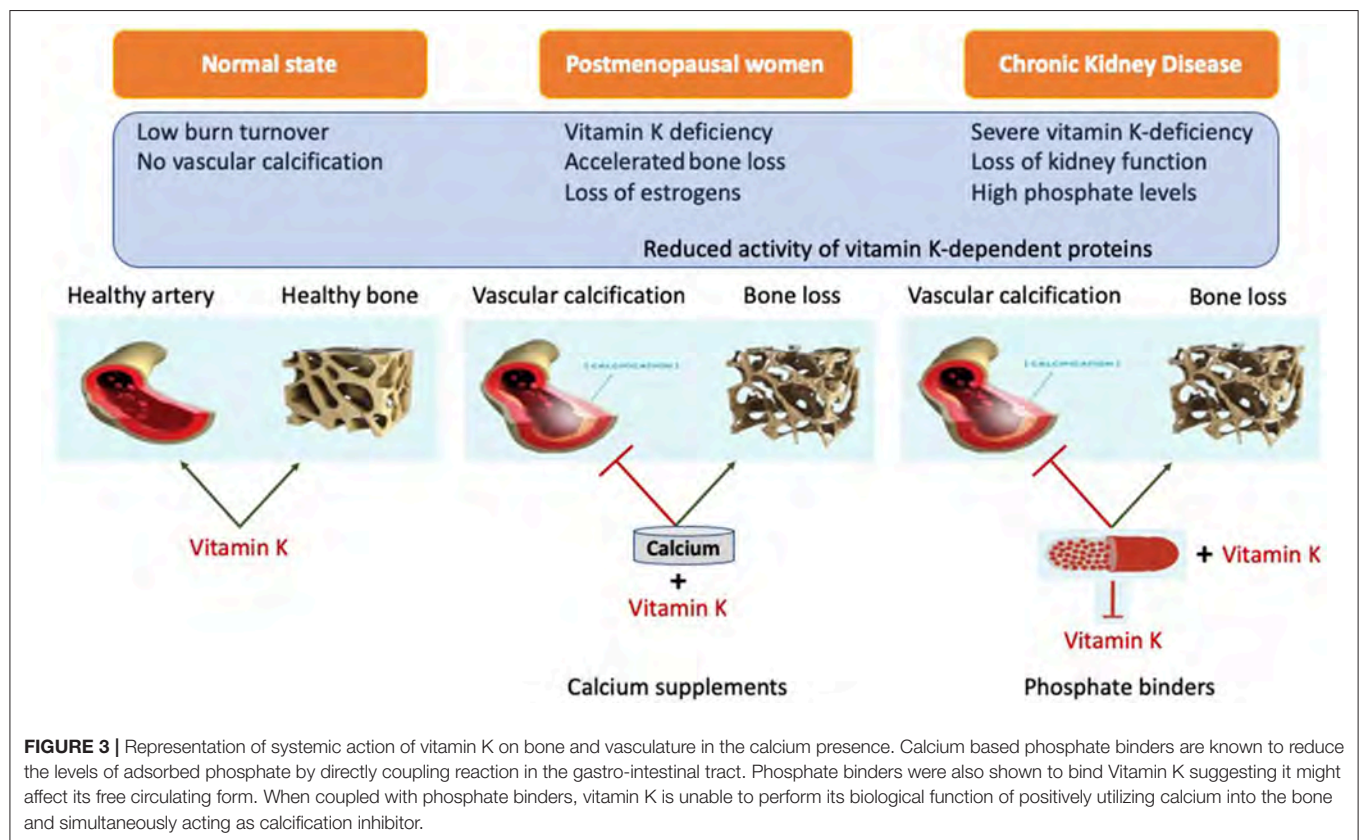 Normal state
Postmenopausal women
Chronic Kidney Disease
Low burn turnover
No vascular calcification
Vitamin K deficiency
Accelerated bone loss
Loss of estrogens
Severe vitamin K-deficiency
Loss of kidney function
High phosphate levels
Reduced activity of vitamin K-dependent proteins
Healthy artery
Healthy bone
Vascular calcification
Bone loss
Vascular calcification
Bone loss
[ CALCIFICATION ]
[ CALCIFICATION ]
Vitamin K
Calcium
+
Vitamin K
Calcium supplements
+ Vitamin K
Vitamin K
Phosphate binders
FIGURE 3 | Representation of systemic action of vitamin K on bone and vasculature in the calcium presence. Calcium based phosphate binders are known to reduce
the levels of adsorbed phosphate by directly coupling reaction in the gastro-intestinal tract. Phosphate binders were also shown to bind Vitamin K suggesting it might
affect its free circulating form. When coupled with phosphate binders, vitamin K is unable to perform its biological function of positively utilizing calcium into the bone
and simultaneously acting as calcification inhibitor.